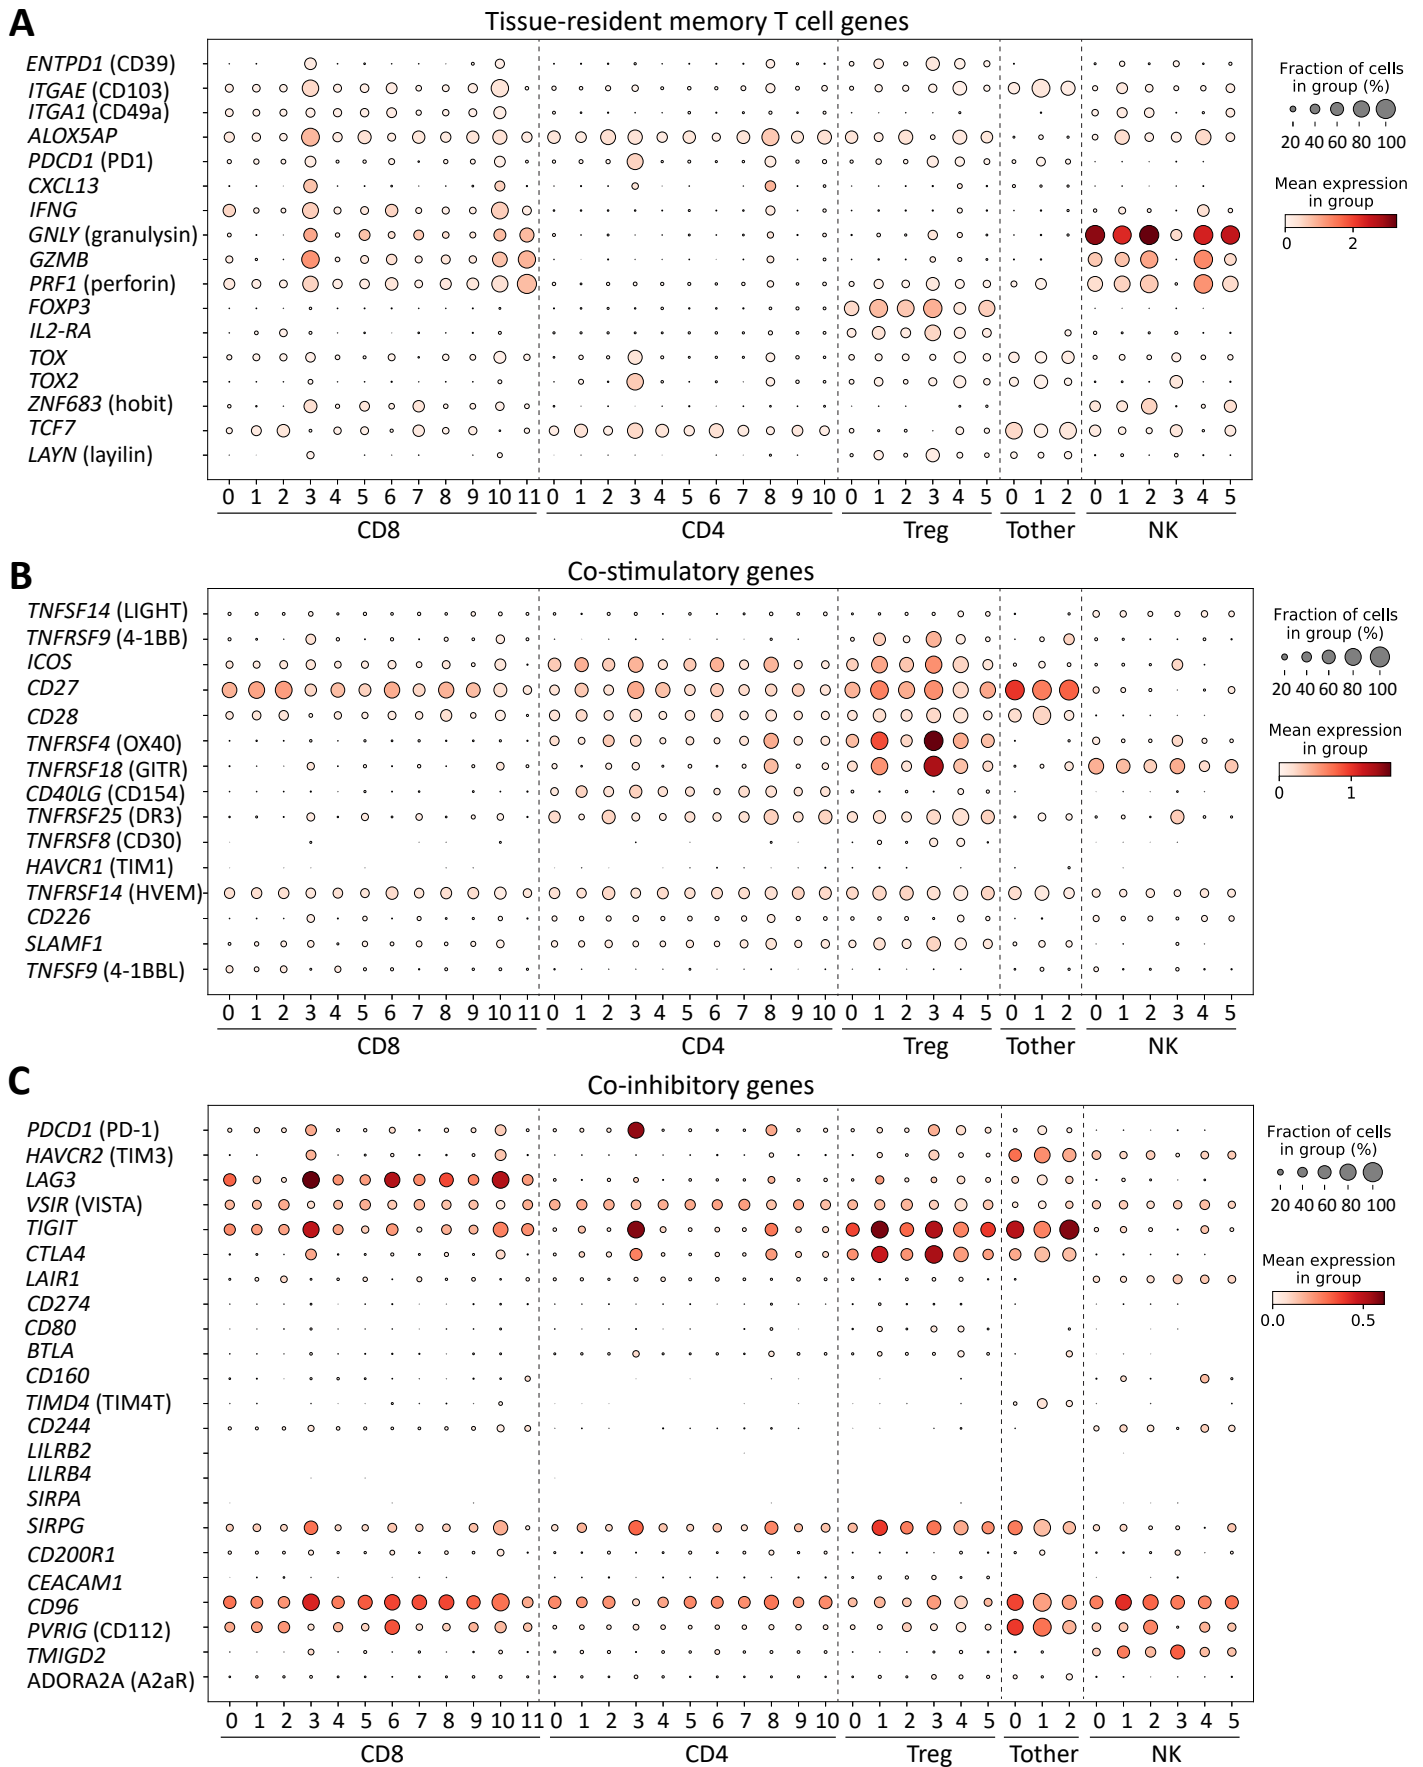 A
Tissue-resident memory T cell genes
ENTPD1 (CD39)
ITGAE (CD103)
ITGA1 (CD49a)
ALOX5AP
PDCD1 (PD1)
CXCL13
IFNG
GNLY (granulysin)
GZMB
PRF1 (perforin)
FOXP3
IL2-RA
TOX
TOX2
ZNF683 (hobit)
TCF7
LAYN (layilin)
0 1 2 3 4 5 6 7 8 9 10 11 0 1 2 3 4 5 6 7 8 9 10 0 1 2 3 4 5 0 1 2 0 1 2 3 4 5
CD8 CD4 Treg Tother NK
Fraction of cells
in group (%)
20 40 60 80 100
Mean expression
in group
0 2
B
Co-stimulatory genes
TNFSF14 (LIGHT)
TNFRSF9 (4-1BB)
ICOS
CD27
CD28
TNFRSF4 (OX40)
TNFRSF18 (GITR)
CD40LG (CD154)
TNFRSF25 (DR3)
TNFRSF8 (CD30)
HAVCR1 (TIM1)
TNFRSF14 (HVEM)
CD226
SLAMF1
TNFSF9 (4-1BBL)
0 1 2 3 4 5 6 7 8 9 10 11 0 1 2 3 4 5 6 7 8 9 10 0 1 2 3 4 5 0 1 2 0 1 2 3 4 5
CD8 CD4 Treg Tother NK
Fraction of cells
in group (%)
20 40 60 80 100
Mean expression
in group
0 1
C
Co-inhibitory genes
PDCD1 (PD-1)
HAVCR2 (TIM3)
LAG3
VSIR (VISTA)
TIGIT
CTLA4
LAIR1
CD274
CD80
BTLA
CD160
TIMD4 (TIM4T)
CD244
LILRB2
LILRB4
SIRPA
SIRPG
CD200R1
CEACAM1
CD96
PVRIG (CD112)
TMIGD2
ADORA2A (A2aR)
0 1 2 3 4 5 6 7 8 9 10 11 0 1 2 3 4 5 6 7 8 9 10 0 1 2 3 4 5 0 1 2 0 1 2 3 4 5
CD8 CD4 Treg Tother NK
Fraction of cells
in group (%)
20 40 60 80 100
Mean expression
in group
0.0 0.5